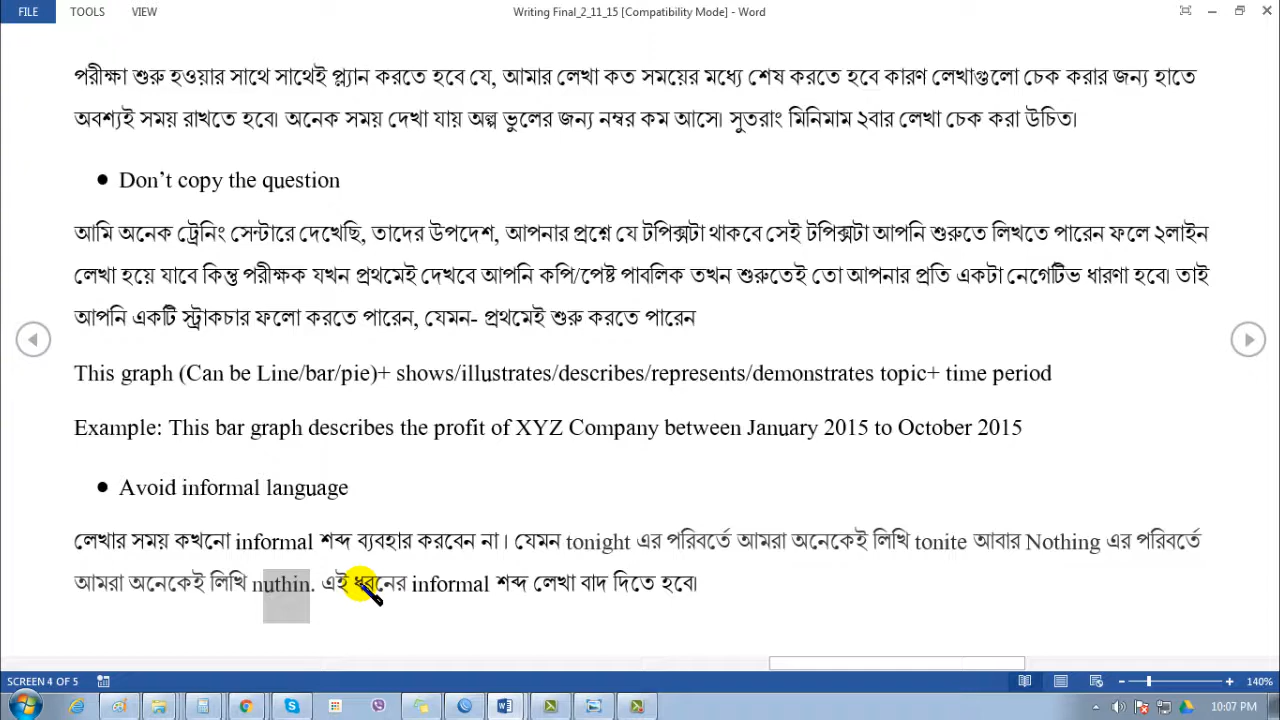 FILE TOOLS VIEW Writing Final_2_11_15 [Compatibility Mode] - Word
পরীক্ষা শুরু হওয়ার সাথে সাথেই প্ল্যান করতে হবে যে, আমার লেখা কত সময়ের মধ্যে শেষ করতে হবে কারণ লেখাগুলো চেক করার জন্য হাতে
অবশ্যই সময় রাখতে হবে। অনেক সময় দেখা যায় অল্প ভুলের জন্য নম্বর কম আসে। সুতরাং মিনিমাম ২বার লেখা চেক করা উচিত।
● Don’t copy the question
আমি অনেক ট্রেনিং সেন্টারে দেখেছি, তাদের উপদেশ, আপনার প্রশ্নে যে টপিক্সটা থাকবে সেই টপিক্সটা আপনি শুরুতে লিখতে পারেন ফলে ২লাইন
লেখা হয়ে যাবে কিন্তু পরীক্ষক যখন প্রথমেই দেখবে আপনি কপি/পেষ্ট পাবলিক তখন শুরুতেই তো আপনার প্রতি একটা নেগেটিভ ধারণা হবে। তাই
আপনি একটি স্ট্রাকচার ফলো করতে পারেন, যেমন- প্রথমেই শুরু করতে পারেন
This graph (Can be Line/bar/pie)+ shows/illustrates/describes/represents/demonstrates topic+ time period
Example: This bar graph describes the profit of XYZ Company between January 2015 to October 2015
● Avoid informal language
লেখার সময় কখনো informal শব্দ ব্যবহার করবেন না। যেমন tonight এর পরিবর্তে আমরা অনেকেই লিখি tonite আবার Nothing এর পরিবর্তে
আমরা অনেকেই লিখি nuthin. এই ধরনের informal শব্দ লেখা বাদ দিতে হবে।
SCREEN 4 OF 5 140%
10:07 PM